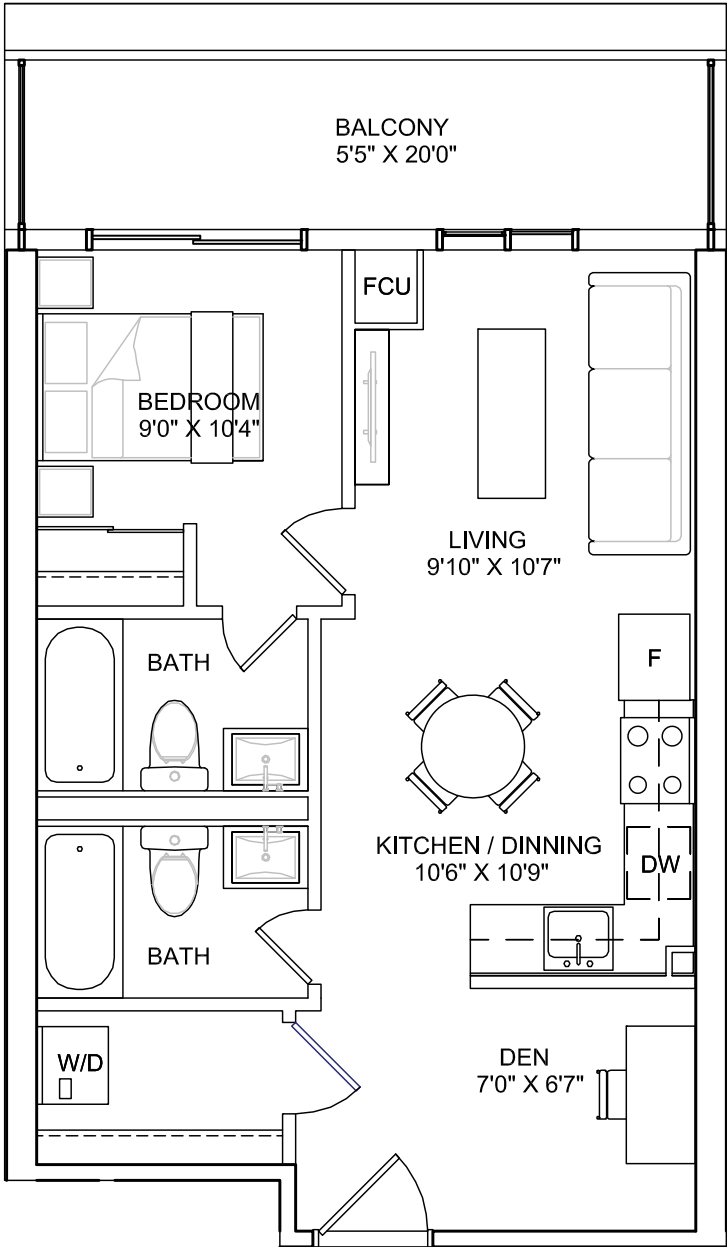 BALCONY
5'5" X 20'0"
FCU
BEDROOM
9'0" X 10'4"
LIVING
9'10" X 10'7"
BATH
F
KITCHEN / DINNING
10'6" X 10'9"
DW
BATH
W/D
DEN
7'0" X 6'7"